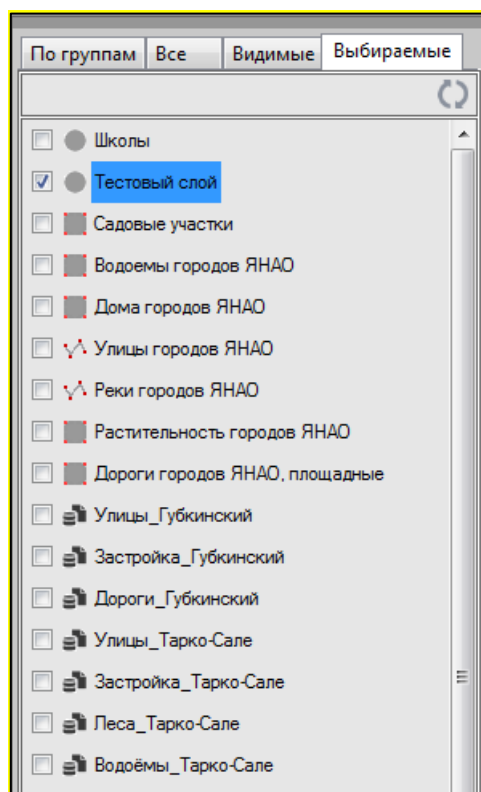 По группам Все Видимые Выбираемые
Школы
Тестовый слой
Садовые участки
Водоемы городов ЯНАО
Дома городов ЯНАО
Улицы городов ЯНАО
Реки городов ЯНАО
Растительность городов ЯНАО
Дороги городов ЯНАО, площадные
Улицы_Губкинский
Застройка_Губкинский
Дороги_Губкинский
Улицы_Тарко-Сале
Застройка_Тарко-Сале
Леса_Тарко-Сале
Водоёмы_Тарко-Сале